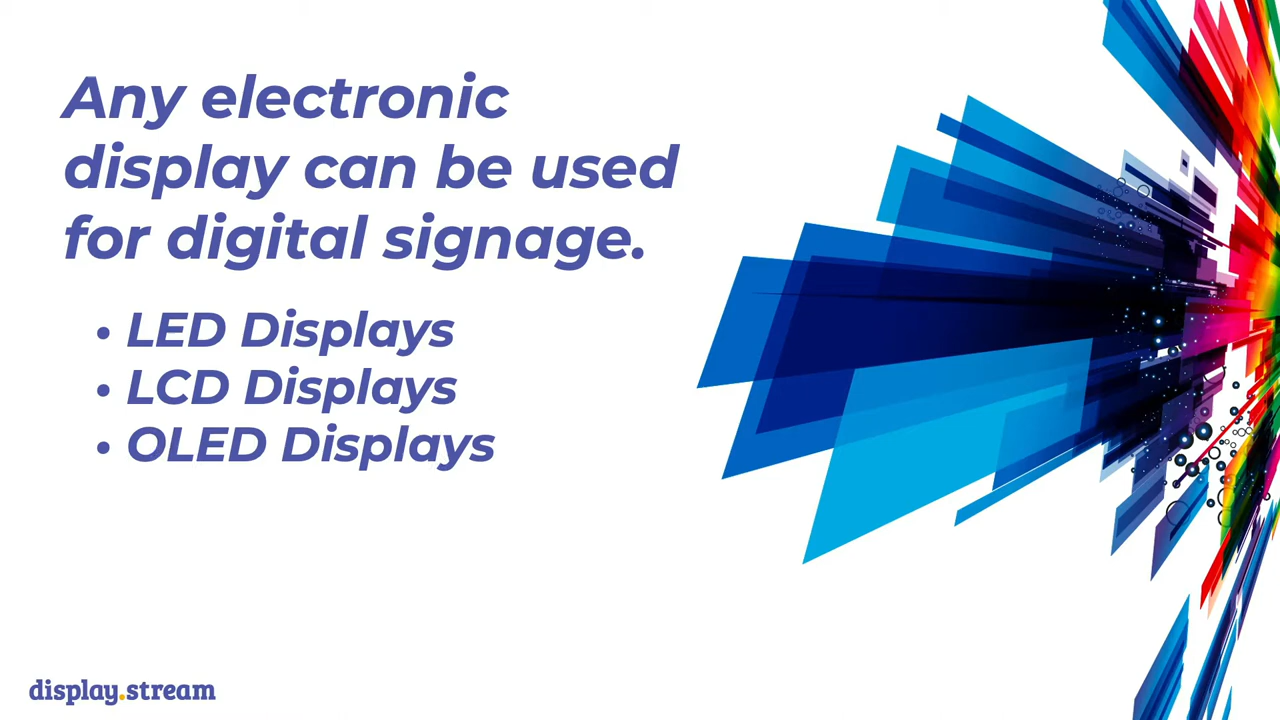 Any electronic
display can be used
for digital signage.
• LED Displays
• LCD Displays
• OLED Displays
display.stream